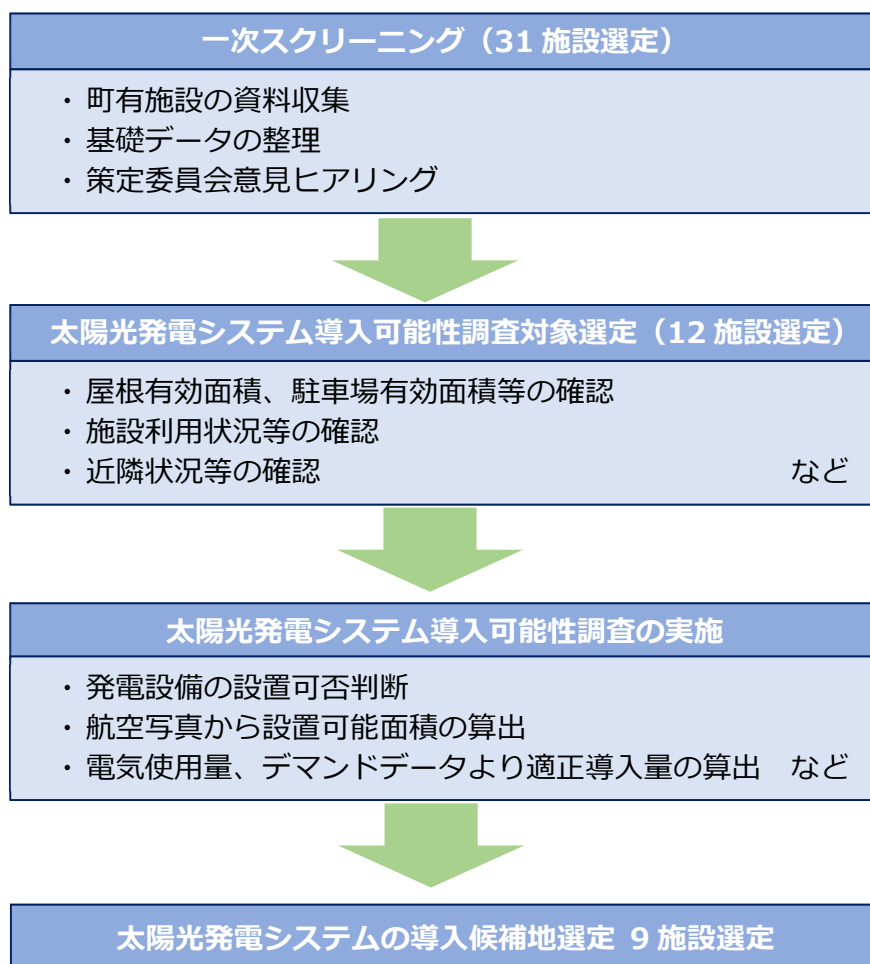 一次スクリーニング（31 施設選定）
・ 町有施設の資料収集
・ 基礎データの整理
・ 策定委員会意見ヒアリング
太陽光発電システム導入可能性調査対象選定（12 施設選定）
・ 屋根有効面積、駐車場有効面積等の確認
・ 施設利用状況等の確認
・ 近隣状況等の確認 など
太陽光発電システム導入可能性調査の実施
・ 発電設備の設置可否判断
・ 航空写真から設置可能面積の算出
・ 電気使用量、デマンドデータより適正導入量の算出 など
太陽光発電システムの導入候補地選定 9 施設選定